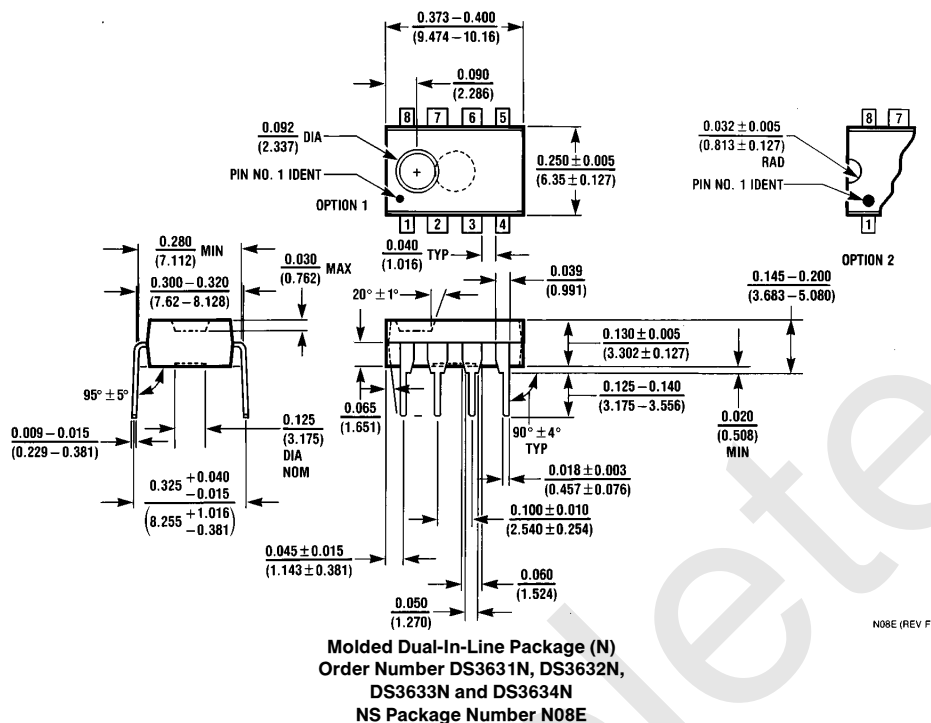 0.373–0.400
(9.474–10.16)
0.090
(2.286)
8 7 6 5
0.092 DIA
(2.337)
PIN NO. 1 IDENT
OPTION 1
0.250 ± 0.005
(6.35 ± 0.127)
1 2 3 4
0.032 ± 0.005
(0.813 ± 0.127)
RAD
PIN NO. 1 IDENT
8 7
1
OPTION 2
0.280 MIN
(7.112)
0.300–0.320
(7.62–8.128)
0.030 MAX
(0.762)
0.040 TYP
(1.016)
0.039
(0.991)
20° ± 1°
0.145–0.200
(3.683–5.080)
0.130 ± 0.005
(3.302 ± 0.127)
0.125–0.140
(3.175–3.556)
0.020
(0.508)
MIN
95° ± 5°
0.009–0.015
(0.229–0.381)
0.125
(3.175)
DIA
NOM
0.065
(1.651)
90° ± 4°
TYP
0.018 ± 0.003
(0.457 ± 0.076)
0.325 +0.040
−0.015
(8.255 +1.016
−0.381)
0.100 ± 0.010
(2.540 ± 0.254)
0.045 ± 0.015
(1.143 ± 0.381)
0.060
(1.524)
0.050
(1.270)
N08E (REV F
Molded Dual-In-Line Package (N)
Order Number DS3631N, DS3632N,
DS3633N and DS3634N
NS Package Number N08E
lete